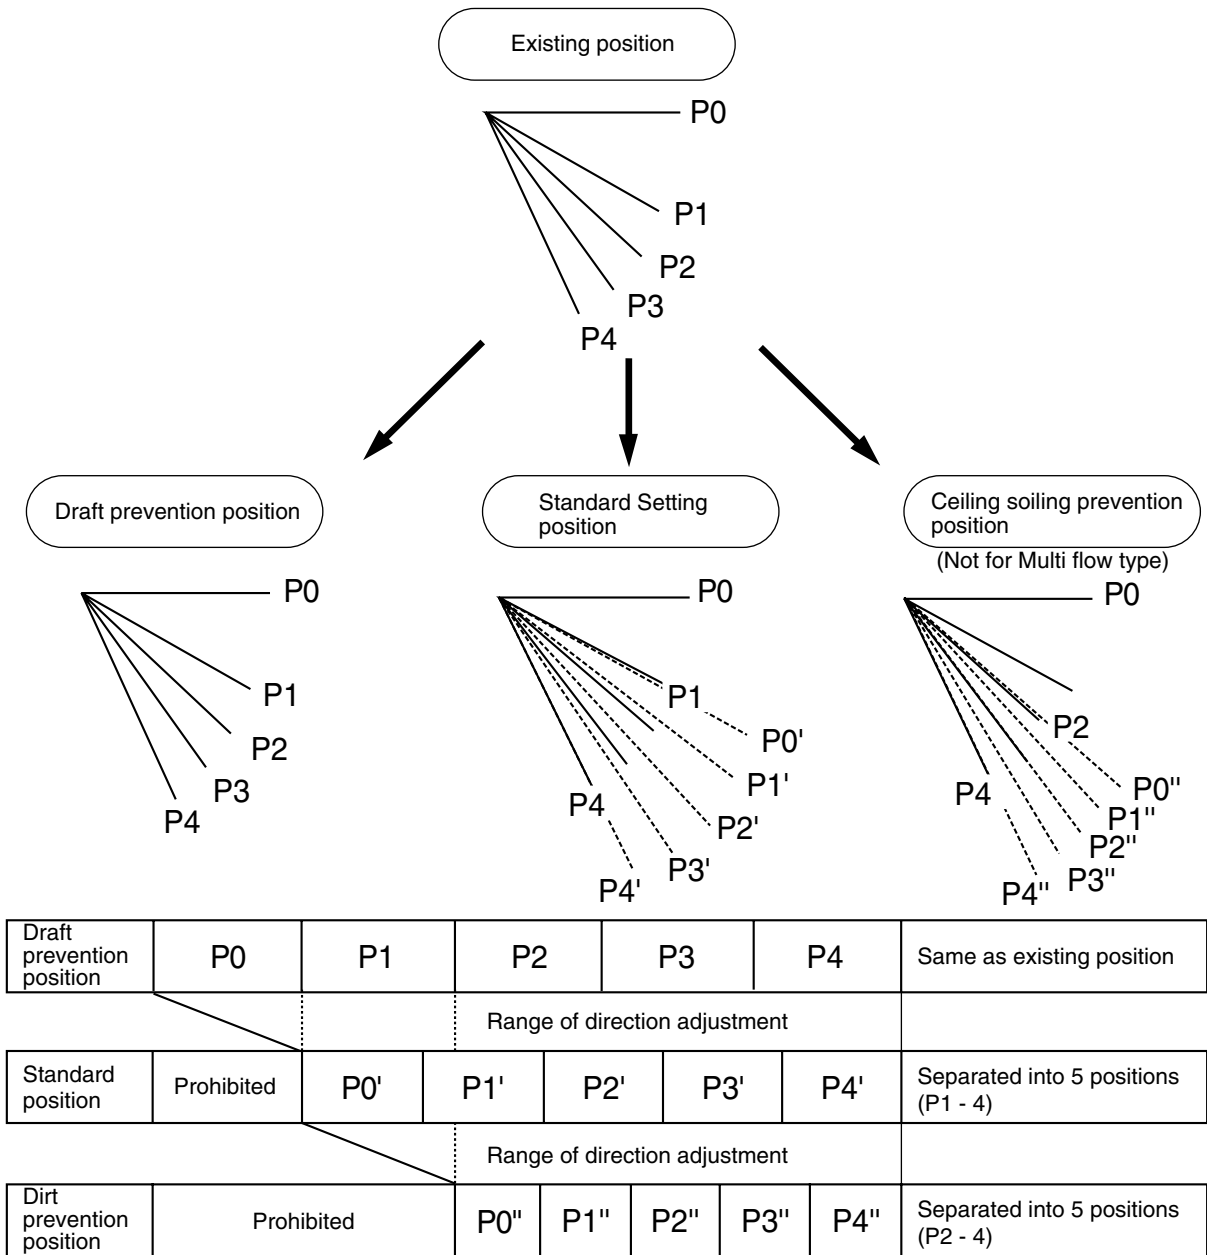 Existing position
P0
P1
P2
P3
P4
Draft prevention position
P0
P1
P2
P3
P4
Standard Setting
position
P0
P1
P0'
P1'
P4
P2'
P3'
P4'
Ceiling soiling prevention
position
(Not for Multi flow type)
P0
P2
P4
P0"
P1"
P2"
P3"
P4"
Draft
prevention
position
P0
P1
P2
P3
P4
Same as existing position
Range of direction adjustment
Standard
position
Prohibited
P0'
P1'
P2'
P3'
P4'
Separated into 5 positions
(P1 - 4)
Range of direction adjustment
Dirt
prevention
position
Prohibited
P0"
P1"
P2"
P3"
P4"
Separated into 5 positions
(P2 - 4)